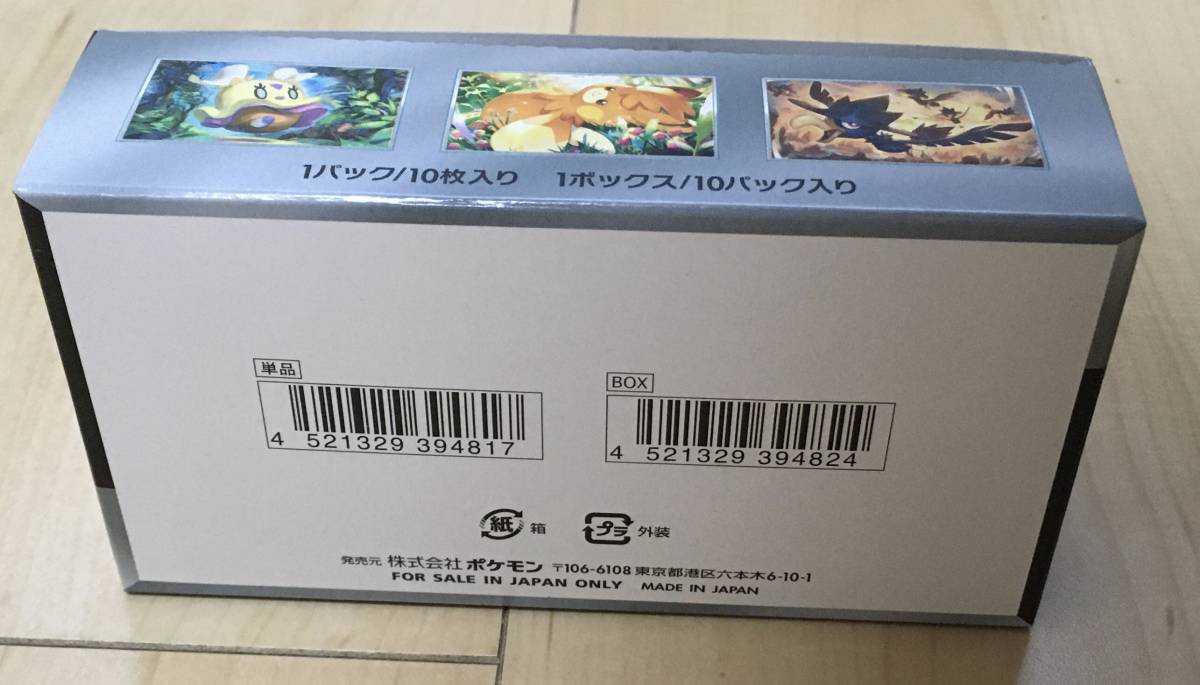 1パック/10枚入り 1ボックス/10パック入り
単品
4 521329 394817
BOX
4 521329 394824
紙 箱 プラ 外装
発売元 株式会社 ポケモン 〒106-6108 東京都港区六本木6-10-1
FOR SALE IN JAPAN ONLY MADE IN JAPAN